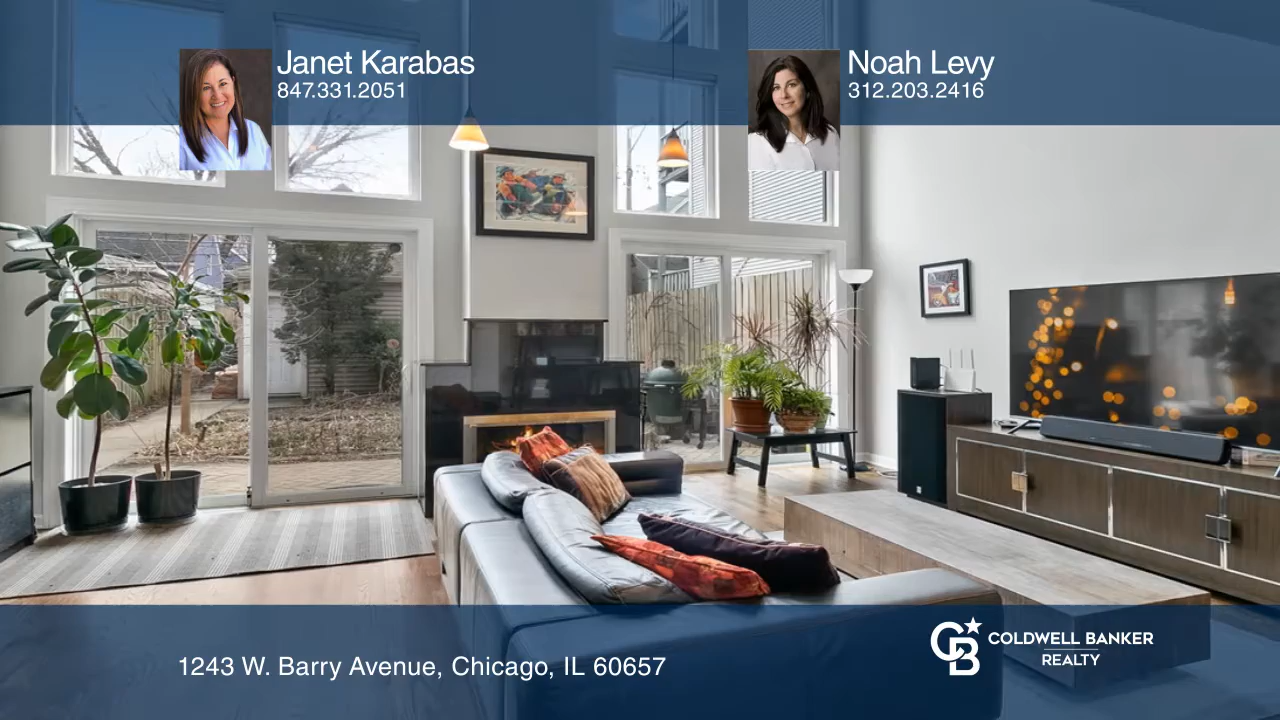 Janet Karabas
847.331.2051
Noah Levy
312.203.2416
1243 W. Barry Avenue, Chicago, IL 60657
COLDWELL BANKER
REALTY